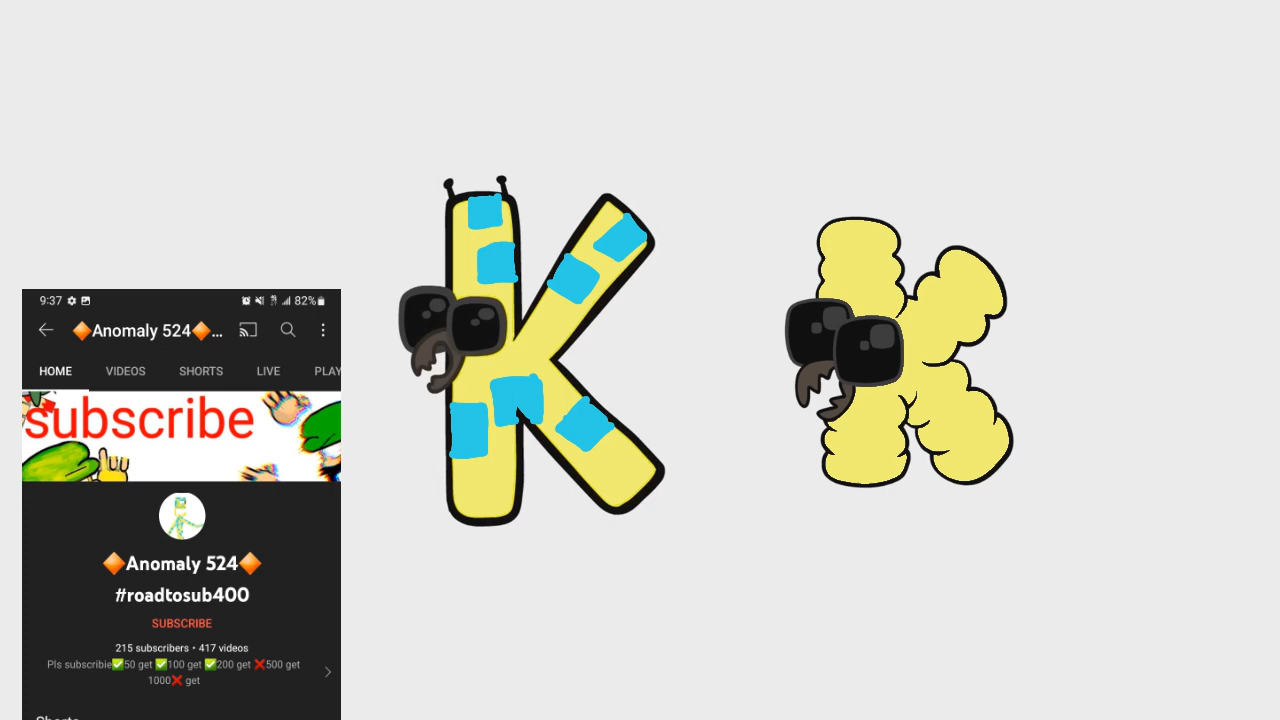 9:37 82%
🔶Anomaly 524🔶...
HOME VIDEOS SHORTS LIVE PLAY
subscribe
🔶Anomaly 524🔶
#roadtosub400
SUBSCRIBE
215 subscribers • 417 videos
Pls subscribie✅50 get ✅100 get ✅200 get ❌500 get
1000❌ get
Shorts
K K